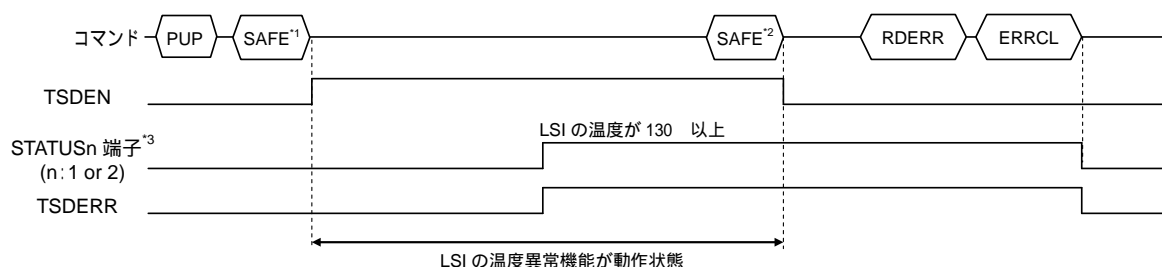 コマンド PUP SAFE*1 SAFE*2 RDERR ERRCL
TSDEN
LSI の温度が 130 以上
STATUSn 端子*3
(n: 1 or 2)
TSDERR
LSI の温度異常機能が動作状態